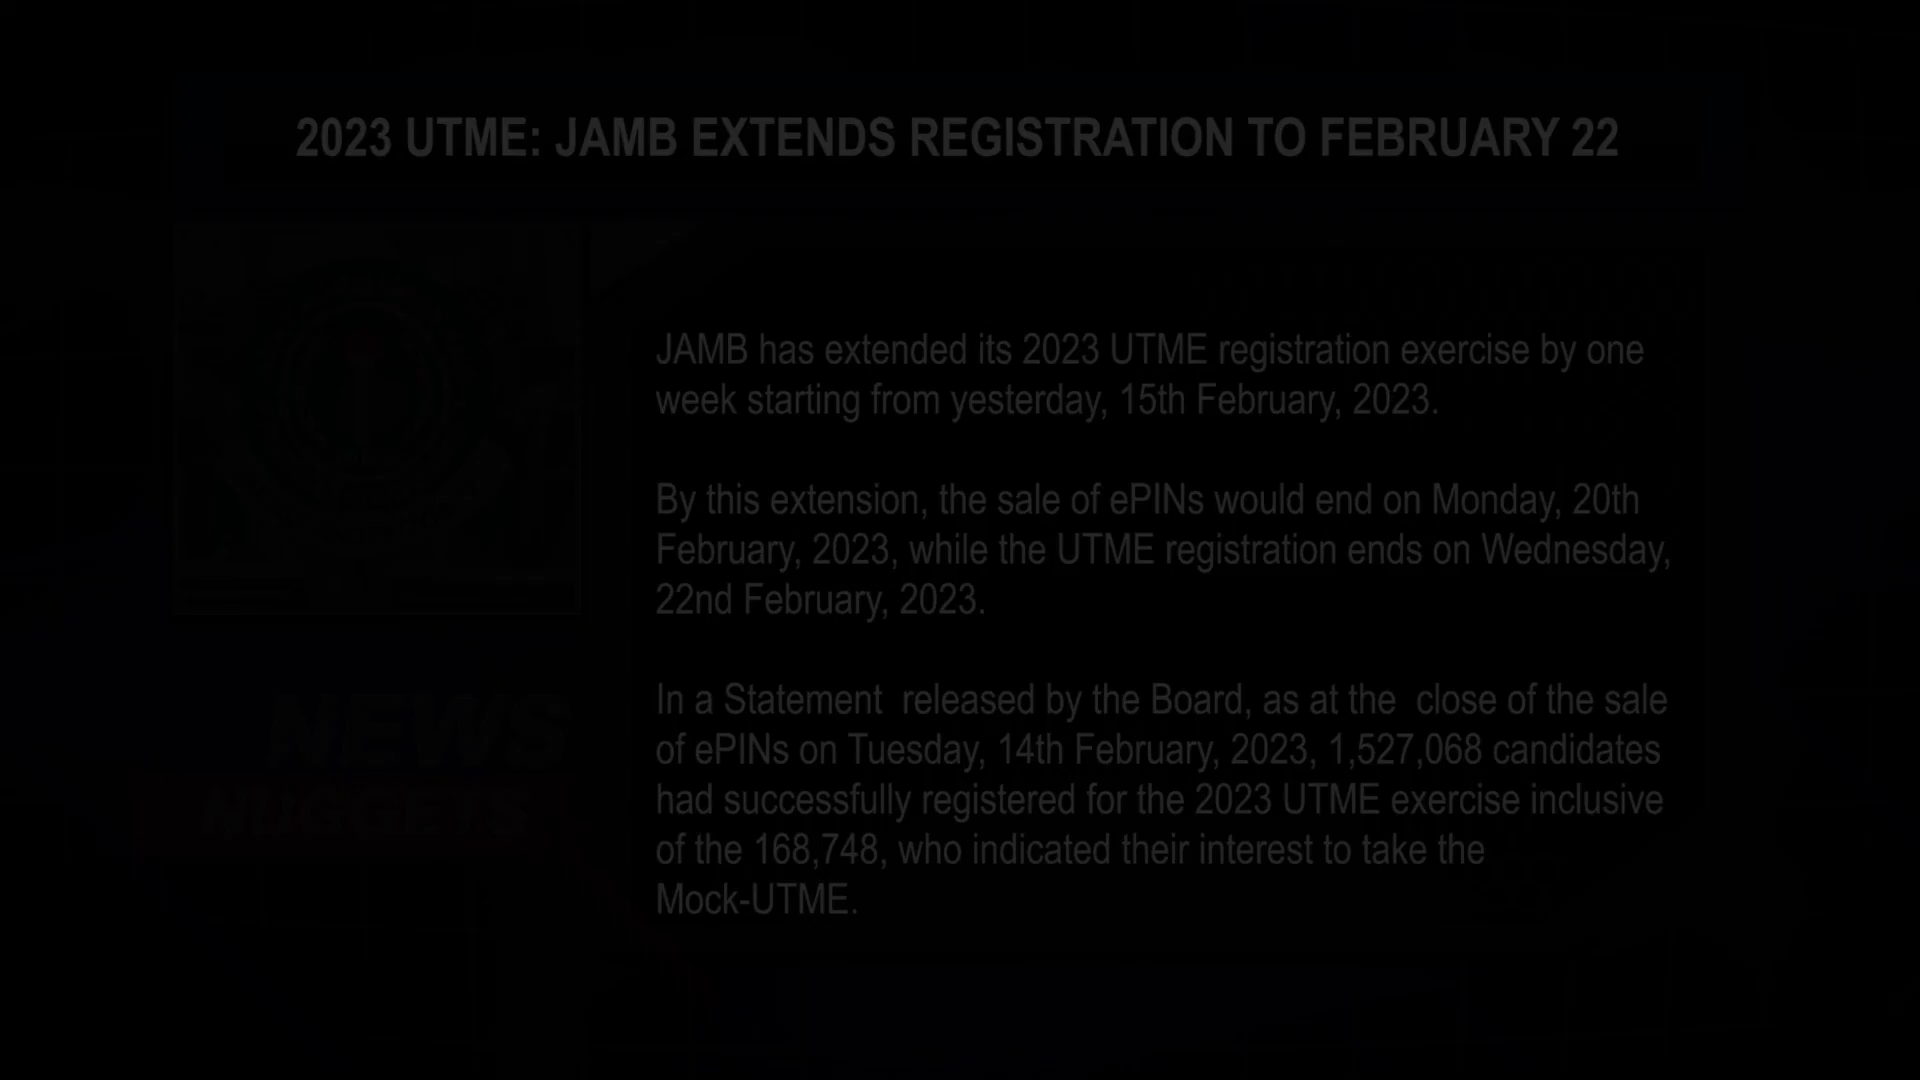 2023 UTME: JAMB EXTENDS REGISTRATION TO FEBRUARY 22
JAMB has extended its 2023 UTME registration exercise by one
week starting from yesterday, 15th February, 2023.
By this extension, the sale of ePINs would end on Monday, 20th
February, 2023, while the UTME registration ends on Wednesday,
22nd February, 2023.
In a Statement  released by the Board, as at the  close of the sale
of ePINs on Tuesday, 14th February, 2023, 1,527,068 candidates
had successfully registered for the 2023 UTME exercise inclusive
of the 168,748, who indicated their interest to take the
Mock-UTME.
NEWS
NUGGETS